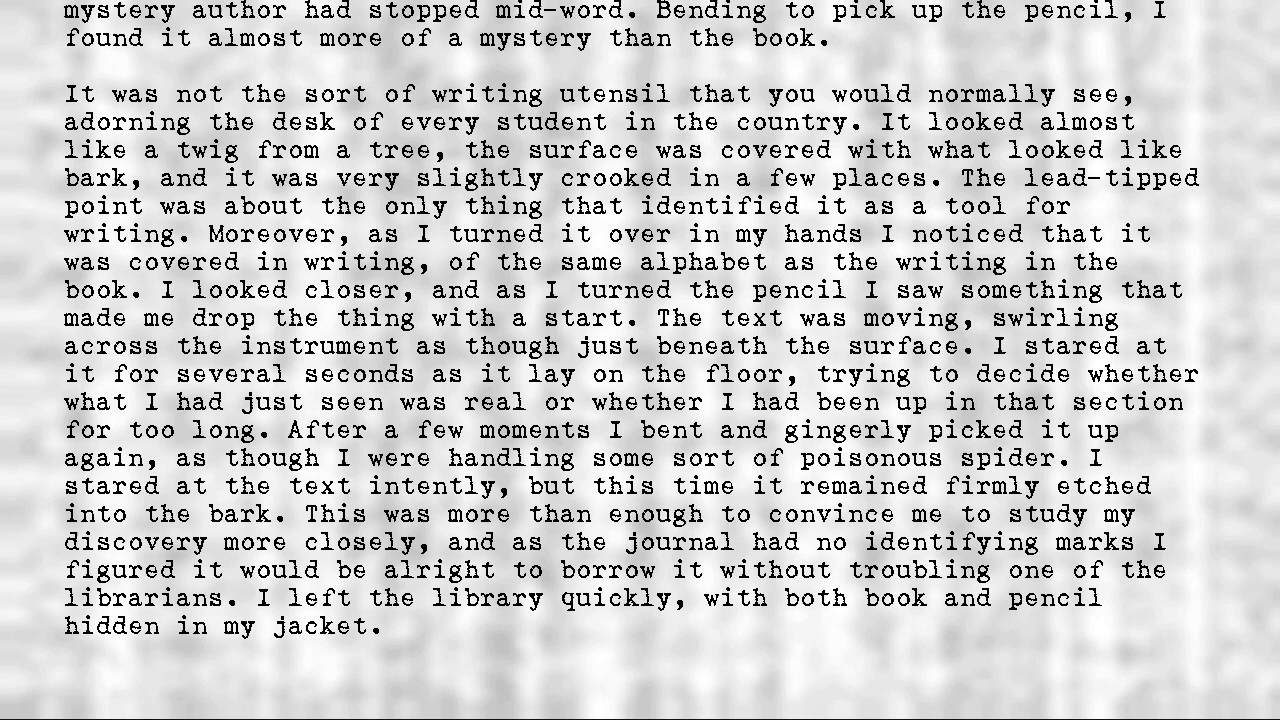 mystery author had stopped mid-word. Bending to pick up the pencil, I
found it almost more of a mystery than the book.
It was not the sort of writing utensil that you would normally see,
adorning the desk of every student in the country. It looked almost
like a twig from a tree, the surface was covered with what looked like
bark, and it was very slightly crooked in a few places. The lead-tipped
point was about the only thing that identified it as a tool for
writing. Moreover, as I turned it over in my hands I noticed that it
was covered in writing, of the same alphabet as the writing in the
book. I looked closer, and as I turned the pencil I saw something that
made me drop the thing with a start. The text was moving, swirling
across the instrument as though just beneath the surface. I stared at
it for several seconds as it lay on the floor, trying to decide whether
what I had just seen was real or whether I had been up in that section
for too long. After a few moments I bent and gingerly picked it up
again, as though I were handling some sort of poisonous spider. I
stared at the text intently, but this time it remained firmly etched
into the bark. This was more than enough to convince me to study my
discovery more closely, and as the journal had no identifying marks I
figured it would be alright to borrow it without troubling one of the
librarians. I left the library quickly, with both book and pencil
hidden in my jacket.